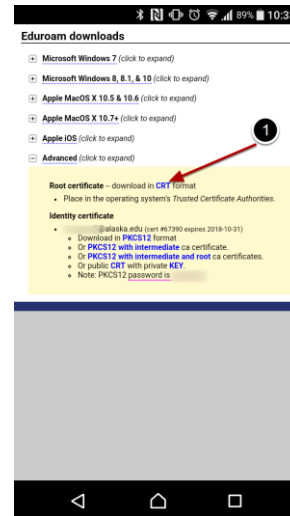 89% 10:3
Eduroam downloads
Microsoft Windows 7 (click to expand)
Microsoft Windows 8, 8.1, & 10 (click to expand)
Apple MacOS X 10.5 & 10.6 (click to expand)
Apple MacOS X 10.7+ (click to expand)
1
Apple iOS (click to expand)
Advanced (click to expand)
Root certificate – download in CRT format
Place in the operating system's Trusted Certificate Authorities.
Identity certificate
@alaska.edu (cert #67390 expires 2018-10-31)
Download in PKCS12 format
Or PKCS12 with intermediate ca certificate.
Or PKCS12 with intermediate and root ca certificates.
Or public CRT with private KEY.
Note: PKCS12 password is